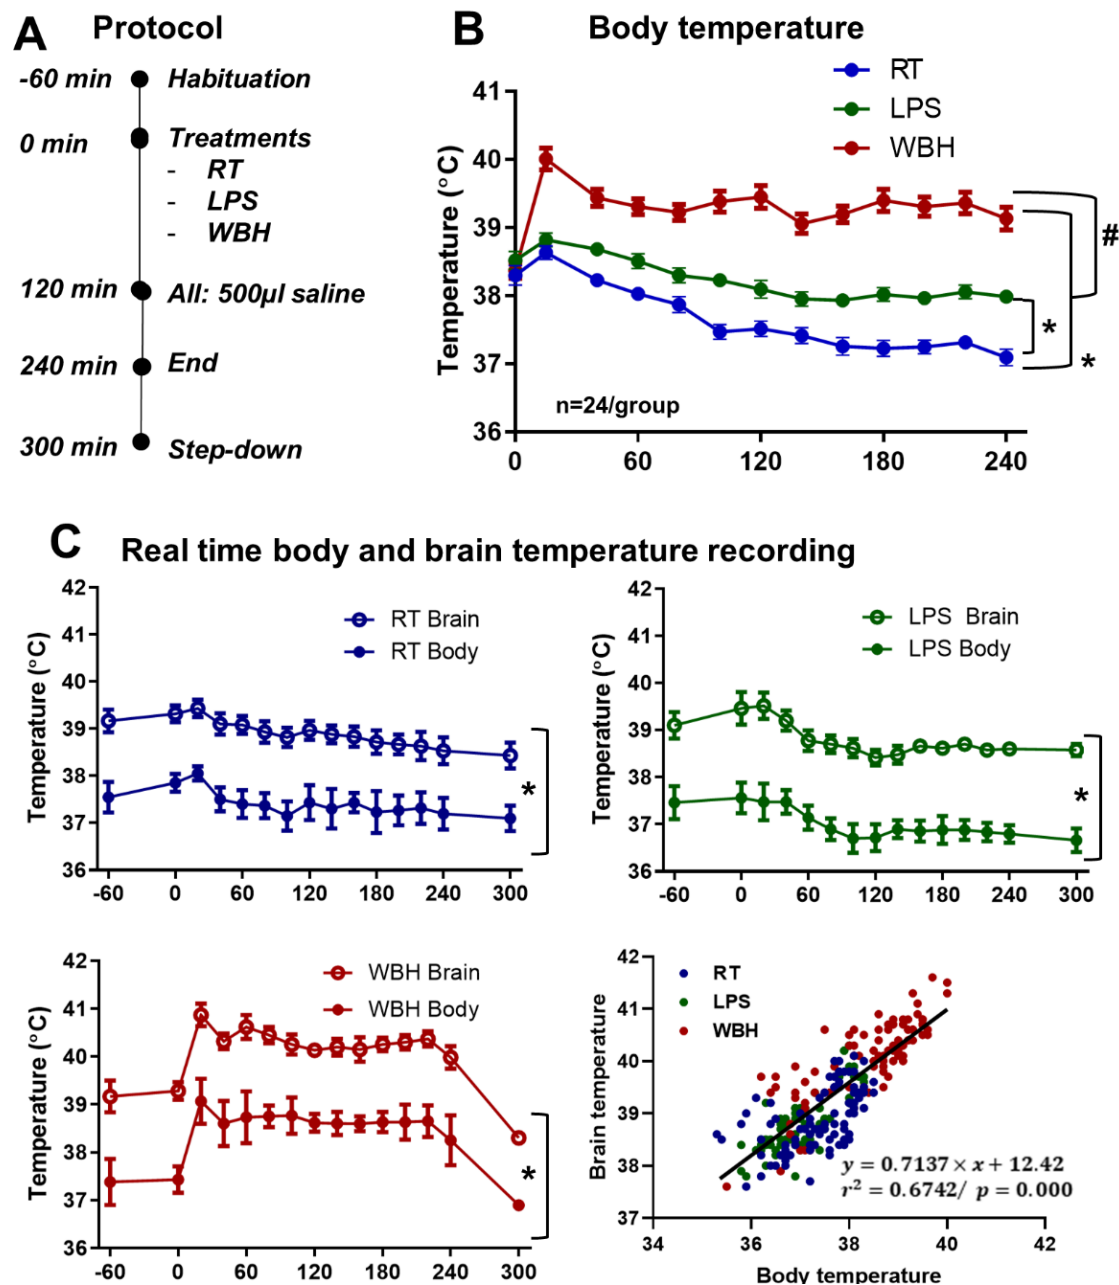 A Protocol
-60 min Habituation
0 min Treatments
- RT
- LPS
- WBH
120 min All: 500µl saline
240 min End
300 min Step-down
B Body temperature
RT
LPS
WBH
Temperature (°C)
41
40
39
38
37
36
0 60 120 180 240
n=24/group
#
*
*
C Real time body and brain temperature recording
RT Brain
RT Body
Temperature (°C)
42
41
40
39
38
37
36
-60 0 60 120 180 240 300
*
LPS Brain
LPS Body
Temperature (°C)
42
41
40
39
38
37
36
-60 0 60 120 180 240 300
*
WBH Brain
WBH Body
Temperature (°C)
42
41
40
39
38
37
36
-60 0 60 120 180 240 300
*
RT
LPS
WBH
Brain temperature
42
41
40
39
38
37
34 36 38 40 42
y = 0.7137 × x + 12.42
r² = 0.6742/ p = 0.000
Body temperature